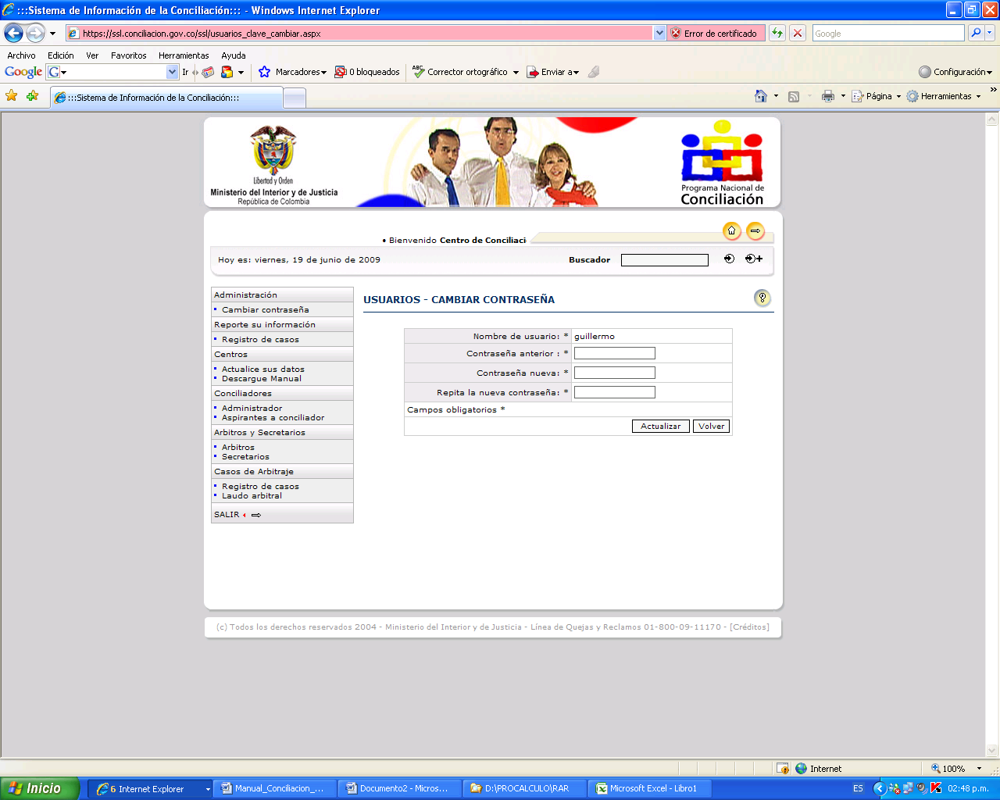 :::Sistema de Información de la Conciliación::: - Windows Internet Explorer
https://ssl.conciliacion.gov.co/ssl/usuarios_clave_cambiar.aspx
Error de certificado
Google
Archivo Edición Ver Favoritos Herramientas Ayuda
Google G Ir Marcadores 0 bloqueados ABC Corrector ortográfico Enviar a Configuración
:::Sistema de Información de la Conciliación:::
Página Herramientas »
Libertad y Orden
Ministerio del Interior y de Justicia
República de Colombia
Programa Nacional de
Conciliación
• Bienvenido Centro de Conciliaci
Hoy es: viernes, 19 de junio de 2009
Buscador
Administración
Cambiar contraseña
Reporte su información
Registro de casos
Centros
Actualice sus datos
Descargue Manual
Conciliadores
Administrador
Aspirantes a conciliador
Arbitros y Secretarios
Arbitros
Secretarios
Casos de Arbitraje
Registro de casos
Laudo arbitral
SALIR
USUARIOS - CAMBIAR CONTRASEÑA
Nombre de usuario: * guillermo
Contraseña anterior : *
Contraseña nueva: *
Repita la nueva contraseña: *
Campos obligatorios *
Actualizar Volver
(c) Todos los derechos reservados 2004 - Ministerio del Interior y de Justicia - Línea de Quejas y Reclamos 01-800-09-11170 - [Créditos]
Internet 100%
Inicio
6 Internet Explorer
Manual_Conciliacion_...
Documento2 - Micros...
D:\PROCALCULO\RAR
Microsoft Excel - Libro1
ES
02:48 p.m.